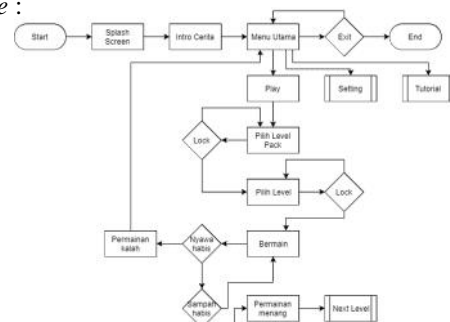 e :
Start
Splash
Screen
Intro Cerita
Menu Utama
Exit
End
Play
Setting
Tutorial
Lock
Pilih Level
Pack
Pilih Level
Lock
Permainan
kalah
Nyawa
habis
Bermain
Sampah
habis
Permainan
menang
Next Level